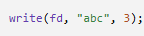 write(fd, "abc", 3);